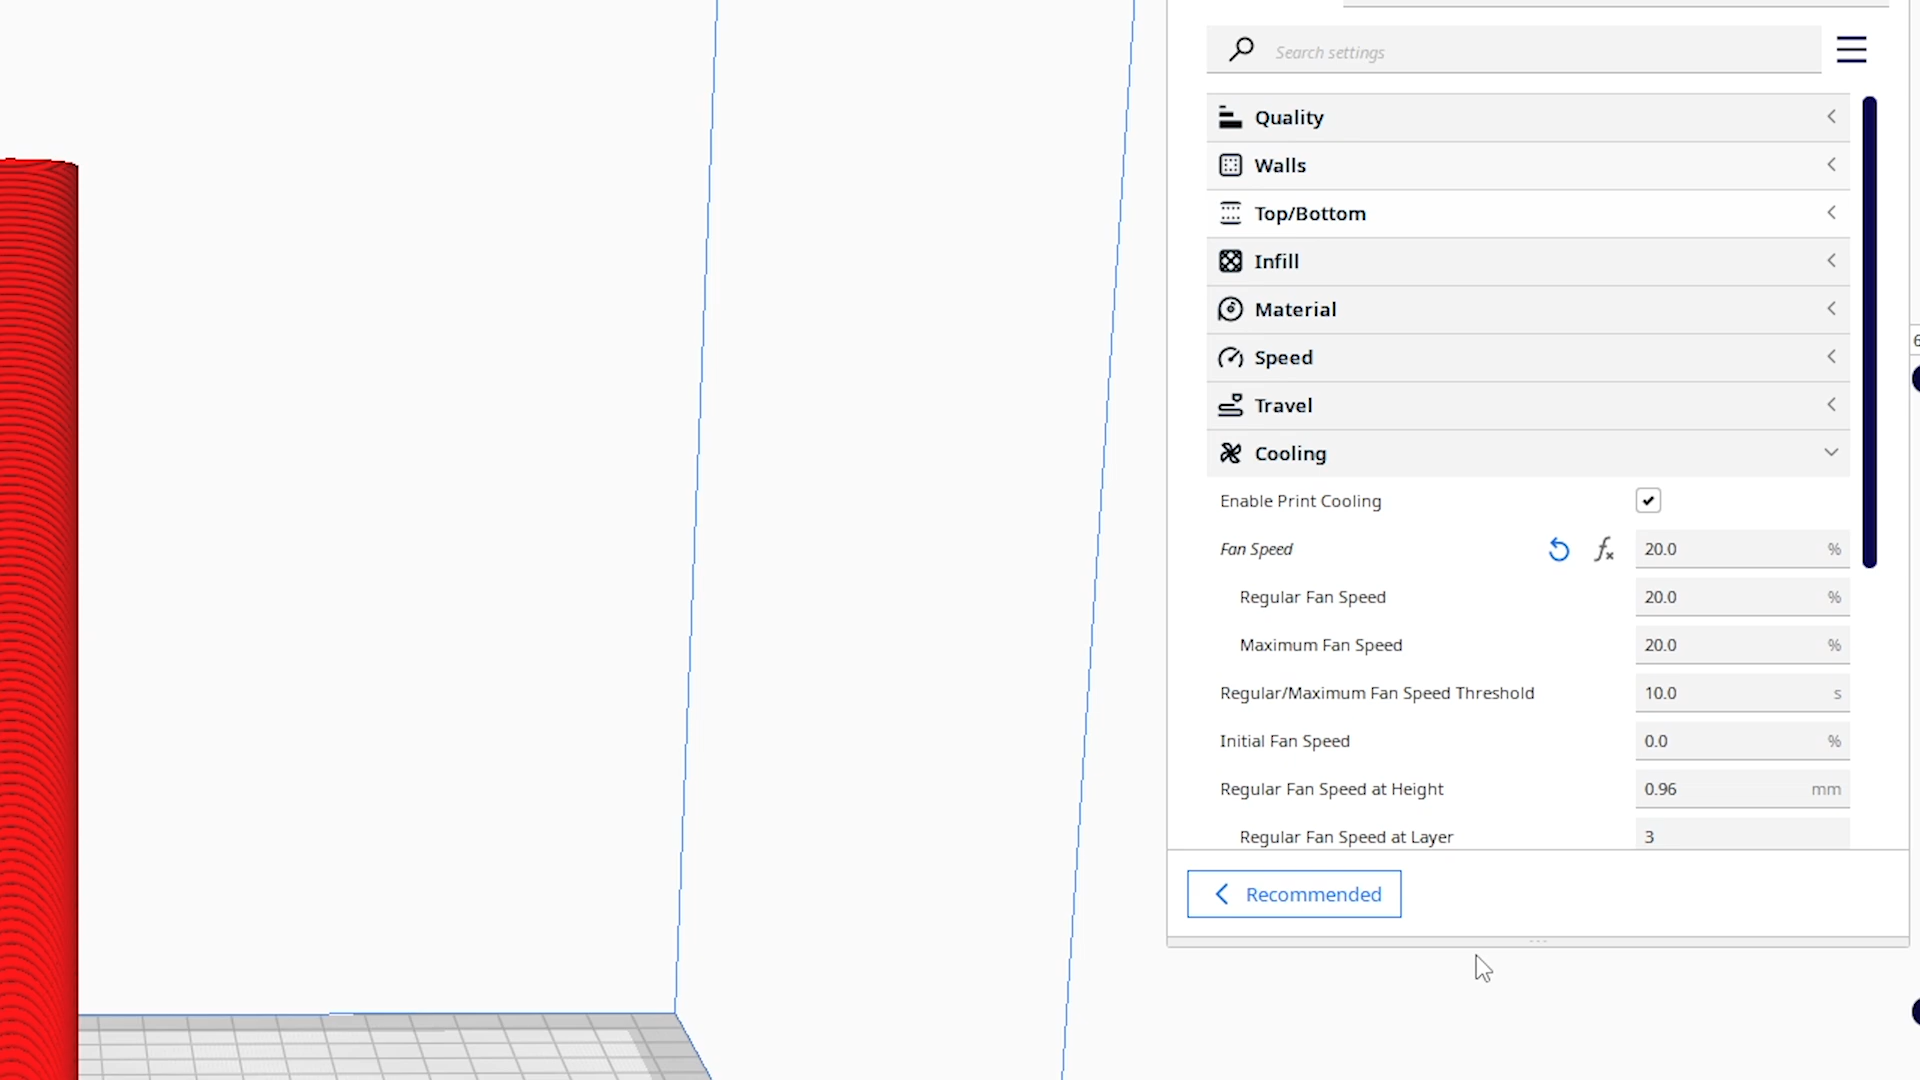 Search settings
Quality
Walls
Top/Bottom
Infill
Material
Speed
Travel
Cooling
Enable Print Cooling
Fan Speed 20.0 %
Regular Fan Speed 20.0 %
Maximum Fan Speed 20.0 %
Regular/Maximum Fan Speed Threshold 10.0 s
Initial Fan Speed 0.0 %
Regular Fan Speed at Height 0.96 mm
Regular Fan Speed at Layer 3
Recommended